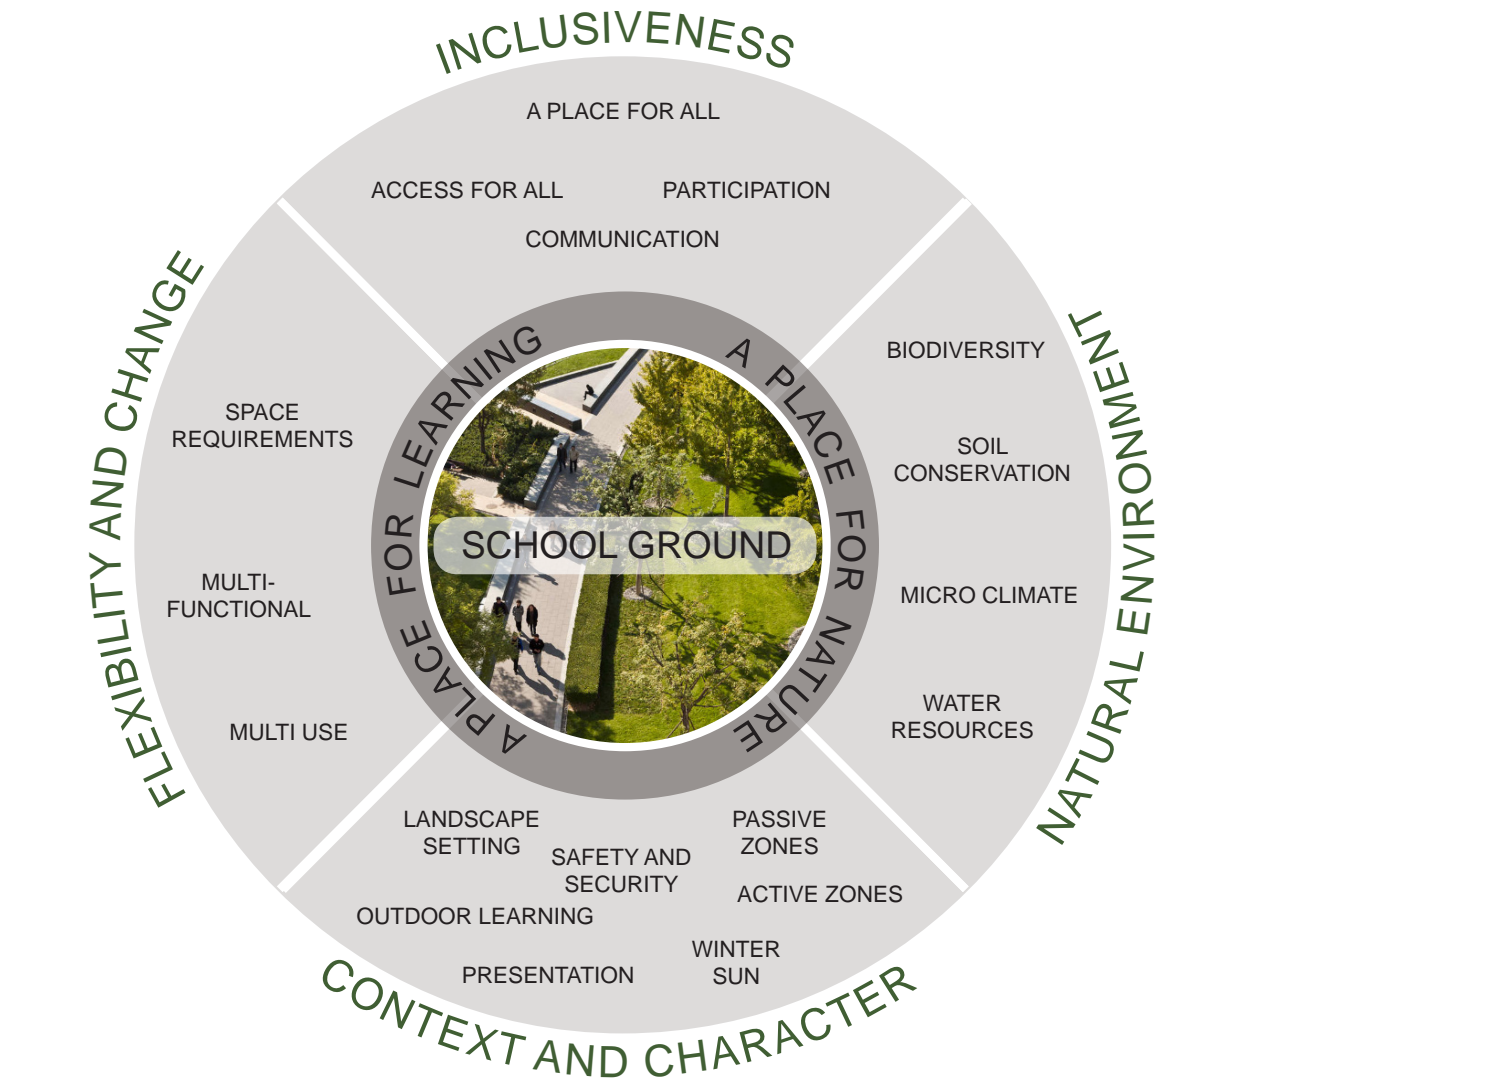 INCLUSIVENESS
A PLACE FOR ALL
ACCESS FOR ALL
PARTICIPATION
COMMUNICATION
NATURAL ENVIRONMENT
BIODIVERSITY
SOIL
CONSERVATION
MICRO CLIMATE
WATER
RESOURCES
CONTEXT AND CHARACTER
LANDSCAPE
SETTING
SAFETY AND
SECURITY
PASSIVE
ZONES
ACTIVE ZONES
OUTDOOR LEARNING
WINTER
SUN
PRESENTATION
FLEXIBILITY AND CHANGE
SPACE
REQUIREMENTS
MULTI-
FUNCTIONAL
MULTI USE
A PLACE FOR LEARNING
A PLACE FOR NATURE
SCHOOL GROUND